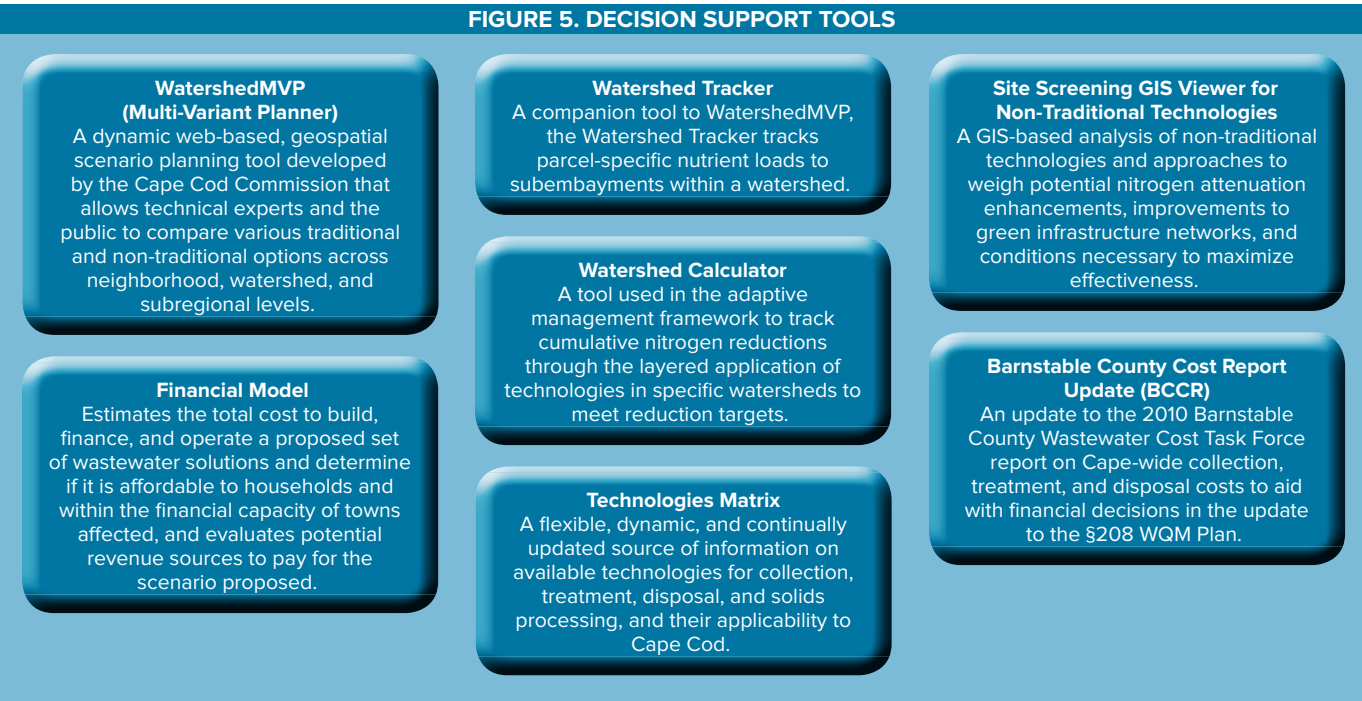 FIGURE 5. DECISION SUPPORT TOOLS
WatershedMVP
(Multi-Variant Planner)
A dynamic web-based, geospatial
scenario planning tool developed
by the Cape Cod Commission that
allows technical experts and the
public to compare various traditional
and non-traditional options across
neighborhood, watershed, and
subregional levels.
Financial Model
Estimates the total cost to build,
finance, and operate a proposed set
of wastewater solutions and determine
if it is affordable to households and
within the financial capacity of towns
affected, and evaluates potential
revenue sources to pay for the
scenario proposed.
Watershed Tracker
A companion tool to WatershedMVP,
the Watershed Tracker tracks
parcel-specific nutrient loads to
subembayments within a watershed.
Watershed Calculator
A tool used in the adaptive
management framework to track
cumulative nitrogen reductions
through the layered application of
technologies in specific watersheds to
meet reduction targets.
Technologies Matrix
A flexible, dynamic, and continually
updated source of information on
available technologies for collection,
treatment, disposal, and solids
processing, and their applicability to
Cape Cod.
Site Screening GIS Viewer for
Non-Traditional Technologies
A GIS-based analysis of non-traditional
technologies and approaches to
weigh potential nitrogen attenuation
enhancements, improvements to
green infrastructure networks, and
conditions necessary to maximize
effectiveness.
Barnstable County Cost Report
Update (BCCR)
An update to the 2010 Barnstable
County Wastewater Cost Task Force
report on Cape-wide collection,
treatment, and disposal costs to aid
with financial decisions in the update
to the §208 WQM Plan.